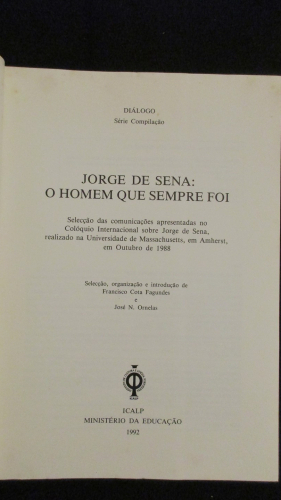 DIÁLOGO
Série Compilação
JORGE DE SENA:
O HOMEM QUE SEMPRE FOI
Selecção das comunicações apresentadas no
Colóquio Internacional sobre Jorge de Sena,
realizado na Universidade de Massachusetts, em Amherst,
em Outubro de 1988
Selecção, organização e introdução de
Francisco Cota Fagundes
e
José N. Ornelas
ICALP
MINISTÉRIO DA EDUCAÇÃO
1992